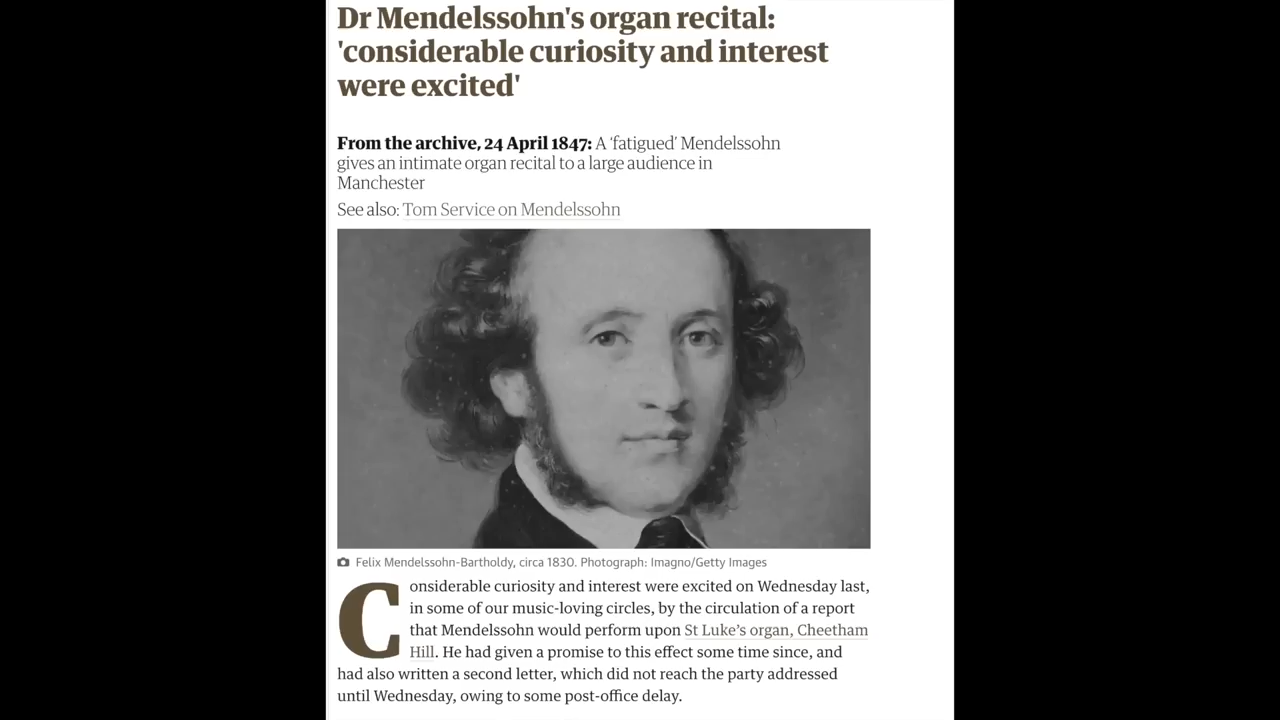 Dr Mendelssohn's organ recital:
'considerable curiosity and interest
were excited'
From the archive, 24 April 1847: A ‘fatigued’ Mendelssohn
gives an intimate organ recital to a large audience in
Manchester
See also: Tom Service on Mendelssohn
Felix Mendelssohn-Bartholdy, circa 1830. Photograph: Imagno/Getty Images
Considerable curiosity and interest were excited on Wednesday last,
in some of our music-loving circles, by the circulation of a report
that Mendelssohn would perform upon St Luke’s organ, Cheetham
Hill. He had given a promise to this effect some time since, and
had also written a second letter, which did not reach the party addressed
until Wednesday, owing to some post-office delay.